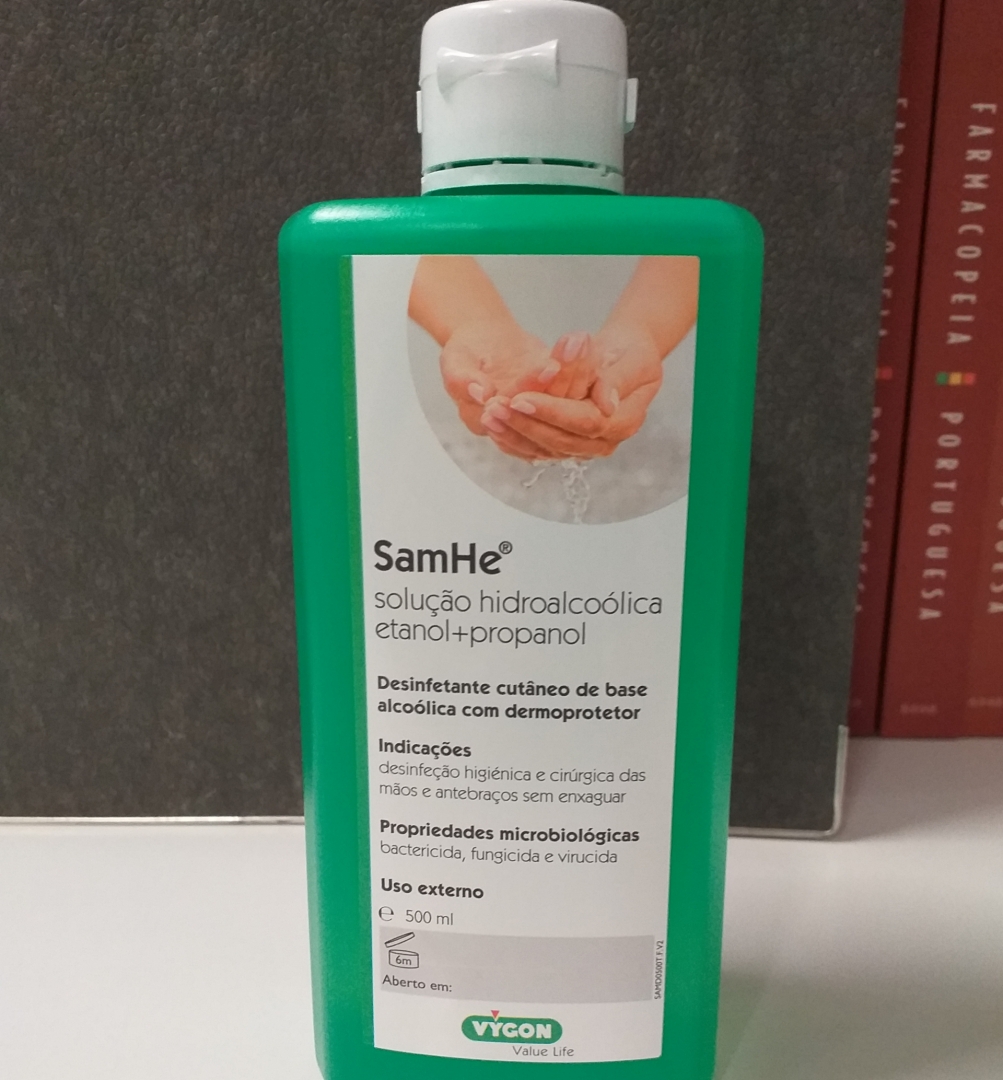 SamHe®
solução hidroalcoólica
etanol+propanol
Desinfetante cutâneo de base
alcoólica com dermoprotetor
Indicações
desinfeção higiénica e cirúrgica das
mãos e antebraços sem enxaguar
Propriedades microbiológicas
bactericida, fungicida e virucida
Uso externo
℮ 500 ml
6m
Aberto em:
VYGON
Value Life
FARMACOPEIA PORTUGUESA
FARMACOPEIA PORTUGUESA